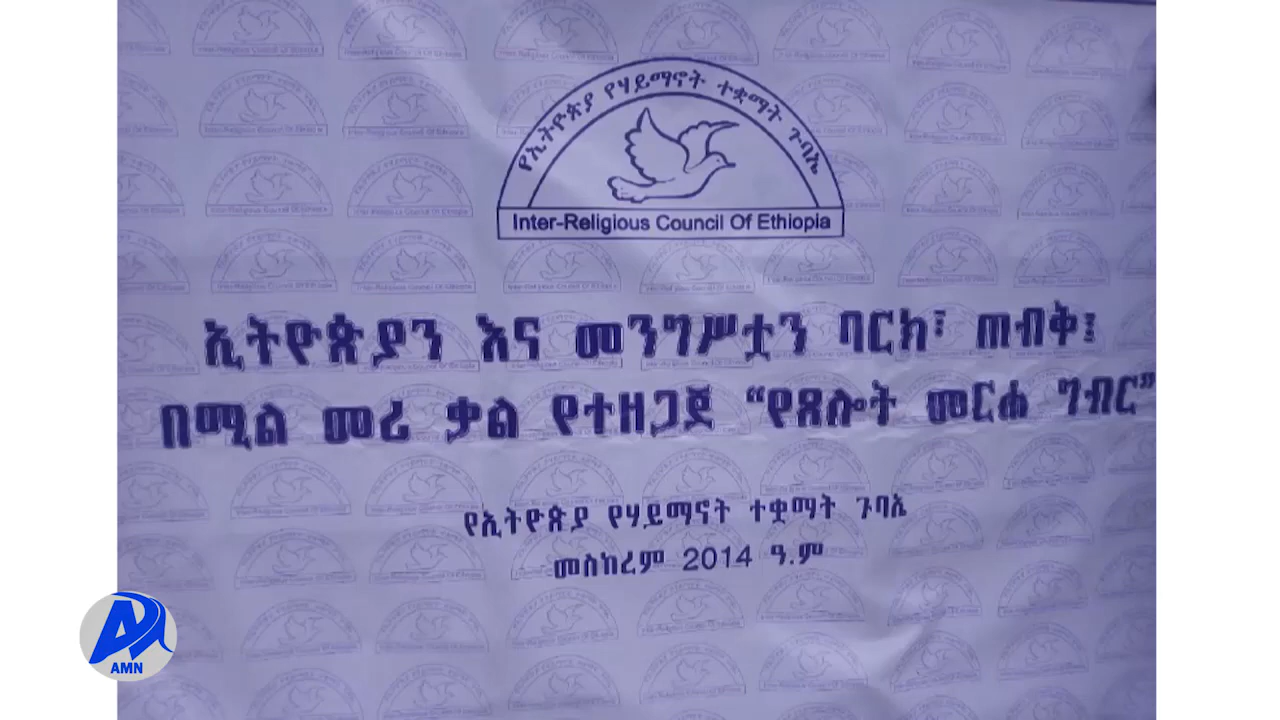 የኢትዮጵያ የሃይማኖት ተቋማት ጉባኤ
Inter-Religious Council Of Ethiopia
ኢትዮጵያን እና መንግሥቷን ባርክ፣ ጠብቅ፤
በሚል መሪ ቃል የተዘጋጀ “የጸሎት መርሐ ግብር”
የኢትዮጵያ የሃይማኖት ተቋማት ጉባኤ
መስከረም 2014 ዓ.ም
AMN